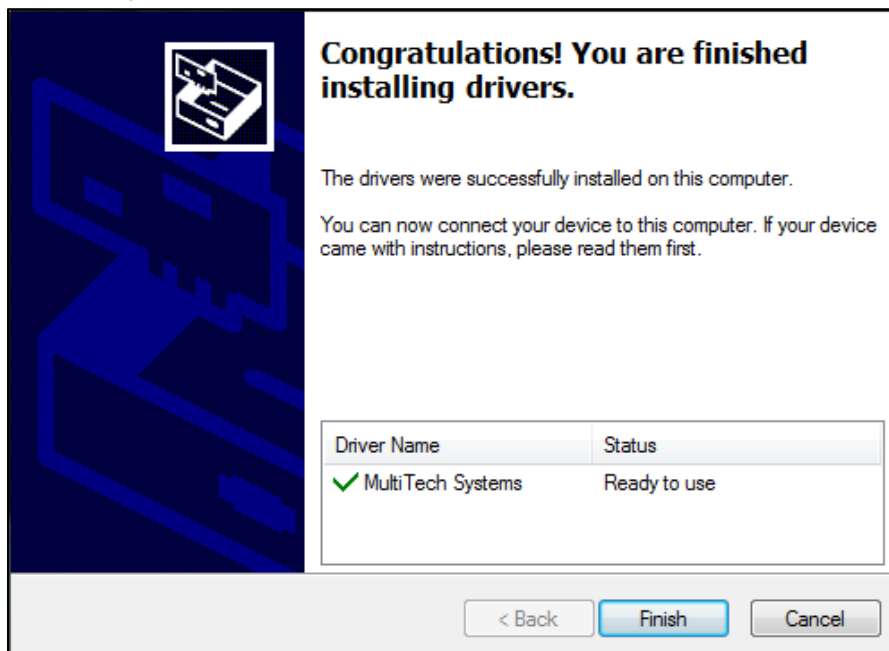 Congratulations! You are finished
installing drivers.
The drivers were successfully installed on this computer.
You can now connect your device to this computer. If your device
came with instructions, please read them first.
Driver Name Status
MultiTech Systems Ready to use
< Back Finish Cancel